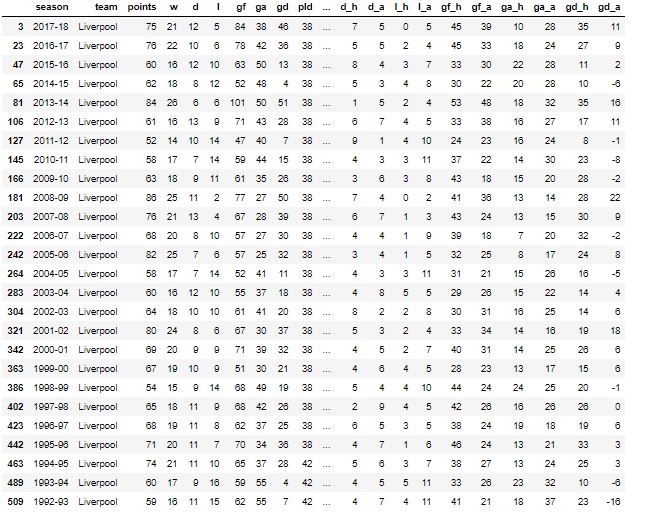 season team points w d l gf ga gd pld ... d_h d_a l_h l_a gf_h gf_a ga_h ga_a gd_h gd_a
3 2017-18 Liverpool 75 21 12 5 84 38 46 38 ... 7 5 0 5 45 39 10 28 35 11
23 2016-17 Liverpool 76 22 10 6 78 42 36 38 ... 5 5 2 4 45 33 18 24 27 9
47 2015-16 Liverpool 60 16 12 10 63 50 13 38 ... 8 4 3 7 33 30 22 28 11 2
65 2014-15 Liverpool 62 18 8 12 52 48 4 38 ... 5 3 4 8 30 22 20 28 10 -6
81 2013-14 Liverpool 84 26 6 6 101 50 51 38 ... 1 5 2 4 53 48 18 32 35 16
106 2012-13 Liverpool 61 16 13 9 71 43 28 38 ... 6 7 4 5 33 38 16 27 17 11
127 2011-12 Liverpool 52 14 10 14 47 40 7 38 ... 9 1 4 10 24 23 16 24 8 -1
145 2010-11 Liverpool 58 17 7 14 59 44 15 38 ... 4 3 3 11 37 22 14 30 23 -8
166 2009-10 Liverpool 63 18 9 11 61 35 26 38 ... 3 6 3 8 43 18 15 20 28 -2
181 2008-09 Liverpool 86 25 11 2 77 27 50 38 ... 7 4 0 2 41 36 13 14 28 22
203 2007-08 Liverpool 76 21 13 4 67 28 39 38 ... 6 7 1 3 43 24 13 15 30 9
222 2006-07 Liverpool 68 20 8 10 57 27 30 38 ... 4 4 1 9 39 18 7 20 32 -2
242 2005-06 Liverpool 82 25 7 6 57 25 32 38 ... 3 4 1 5 32 25 8 17 24 8
264 2004-05 Liverpool 58 17 7 14 52 41 11 38 ... 4 3 3 11 31 21 15 26 16 -5
283 2003-04 Liverpool 60 16 12 10 55 37 18 38 ... 4 8 5 5 29 26 15 22 14 4
304 2002-03 Liverpool 64 18 10 10 61 41 20 38 ... 8 2 2 8 30 31 16 25 14 6
321 2001-02 Liverpool 80 24 8 6 67 30 37 38 ... 5 3 2 4 33 34 14 16 19 18
342 2000-01 Liverpool 69 20 9 9 71 39 32 38 ... 4 5 2 7 40 31 14 25 26 6
363 1999-00 Liverpool 67 19 10 9 51 30 21 38 ... 4 6 4 5 28 23 13 17 15 6
386 1998-99 Liverpool 54 15 9 14 68 49 19 38 ... 5 4 4 10 44 24 24 25 20 -1
402 1997-98 Liverpool 65 18 11 9 68 42 26 38 ... 2 9 4 5 42 26 16 26 26 0
423 1996-97 Liverpool 68 19 11 8 62 37 25 38 ... 6 5 3 5 38 24 19 18 19 6
442 1995-96 Liverpool 71 20 11 7 70 34 36 38 ... 4 7 1 6 46 24 13 21 33 3
463 1994-95 Liverpool 74 21 11 10 65 37 28 42 ... 5 6 3 7 38 27 13 24 25 3
489 1993-94 Liverpool 60 17 9 16 59 55 4 42 ... 4 5 5 11 33 26 23 32 10 -6
509 1992-93 Liverpool 59 16 11 15 62 55 7 42 ... 4 7 4 11 41 21 18 37 23 -16